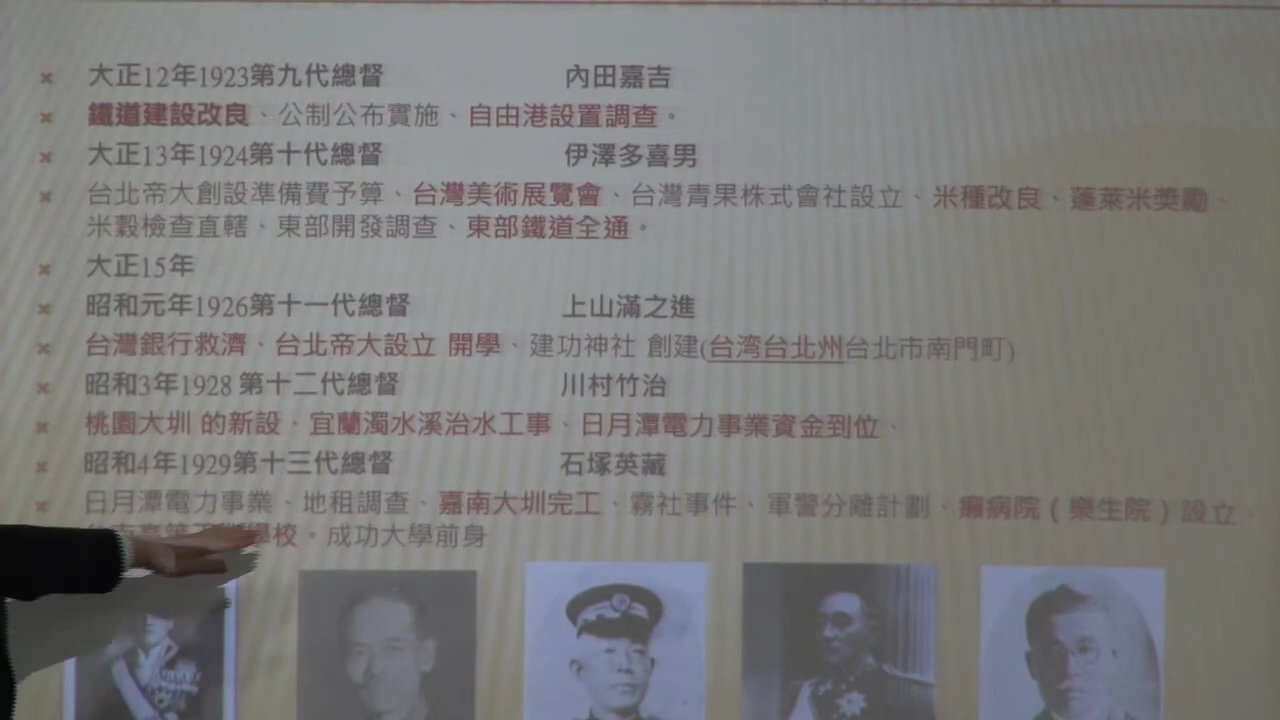 大正12年1923第九代總督 內田嘉吉
鐵道建設改良、公制公布實施、自由港設置調查。
大正13年1924第十代總督 伊澤多喜男
台北帝大創設準備費予算、台灣美術展覽會、台灣青果株式會社設立、米種改良、蓬萊米獎勵、
米穀檢查直轄、東部開發調查、東部鐵道全通。
大正15年
昭和元年1926第十一代總督 上山滿之進
台灣銀行救濟、台北帝大設立 開學、建功神社 創建(台湾台北州台北市南門町)
昭和3年1928 第十二代總督 川村竹治
桃園大圳 的新設、宜蘭濁水溪治水工事、日月潭電力事業資金到位、
昭和4年1929第十三代總督 石塚英藏
日月潭電力事業、地租調查、嘉南大圳完工、霧社事件、軍警分離計劃、癩病院（樂生院）設立
學校。成功大學前身